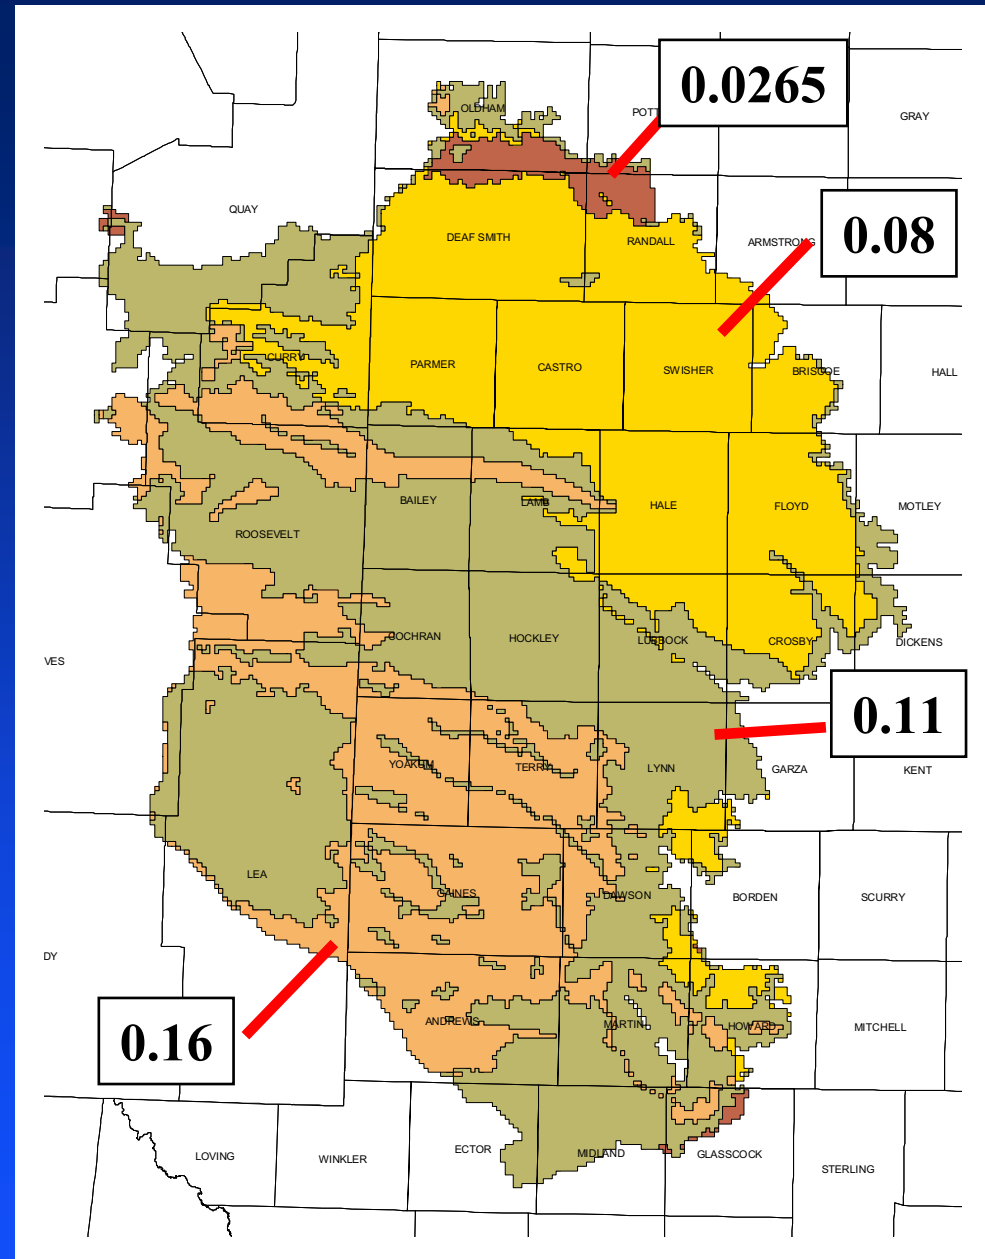 0.0265
OLDHAM
POTT
GRAY
QUAY
0.08
DEAF SMITH
RANDALL
ARMSTRONG
CURRY
PARMER
CASTRO
SWISHER
BRISCOE
HALL
BAILEY
LAMB
HALE
FLOYD
MOTLEY
ROOSEVELT
COCHRAN
HOCKLEY
LUBBOCK
CROSBY
DICKENS
VES
0.11
YOAKUM
TERRY
LYNN
GARZA
KENT
LEA
GAINES
DAWSON
BORDEN
SCURRY
DY
0.16
ANDREWS
MARTIN
HOWARD
MITCHELL
LOVING
WINKLER
ECTOR
MIDLAND
GLASSCOCK
STERLING